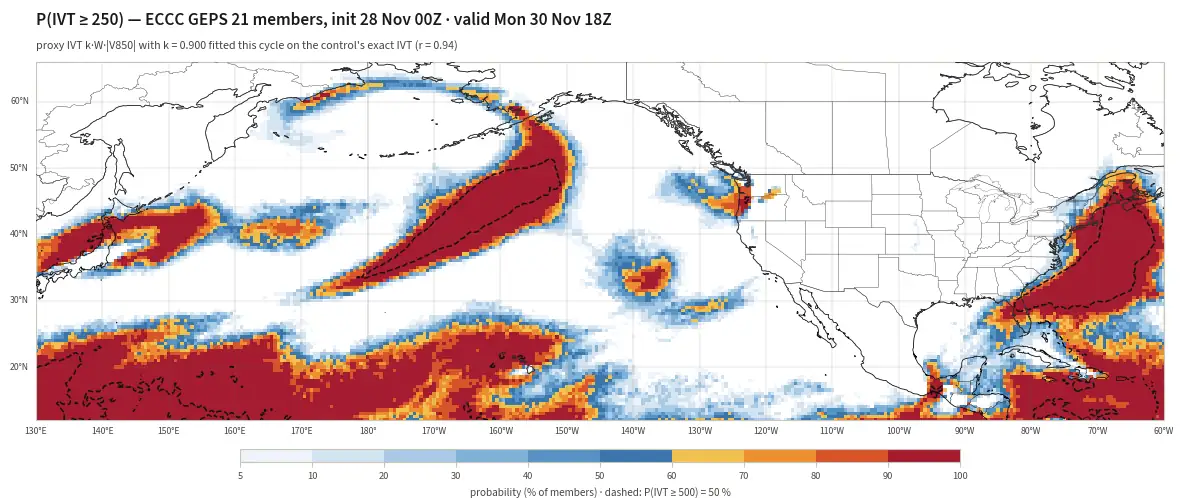 P(IVT ≥ 250) — ECCC GEPS 21 members, init 28 Nov 00Z · valid Mon 30 Nov 18Z
proxy IVT k·W·|V850| with k = 0.900 fitted this cycle on the control's exact IVT (r = 0.94)
60°N
50°N
40°N
30°N
20°N
130°E 140°E 150°E 160°E 170°E 180° 170°W 160°W 150°W 140°W 130°W 120°W 110°W 100°W 90°W 80°W 70°W 60°W
5 10 20 30 40 50 60 70 80 90 100
probability (% of members) · dashed: P(IVT ≥ 500) = 50 %